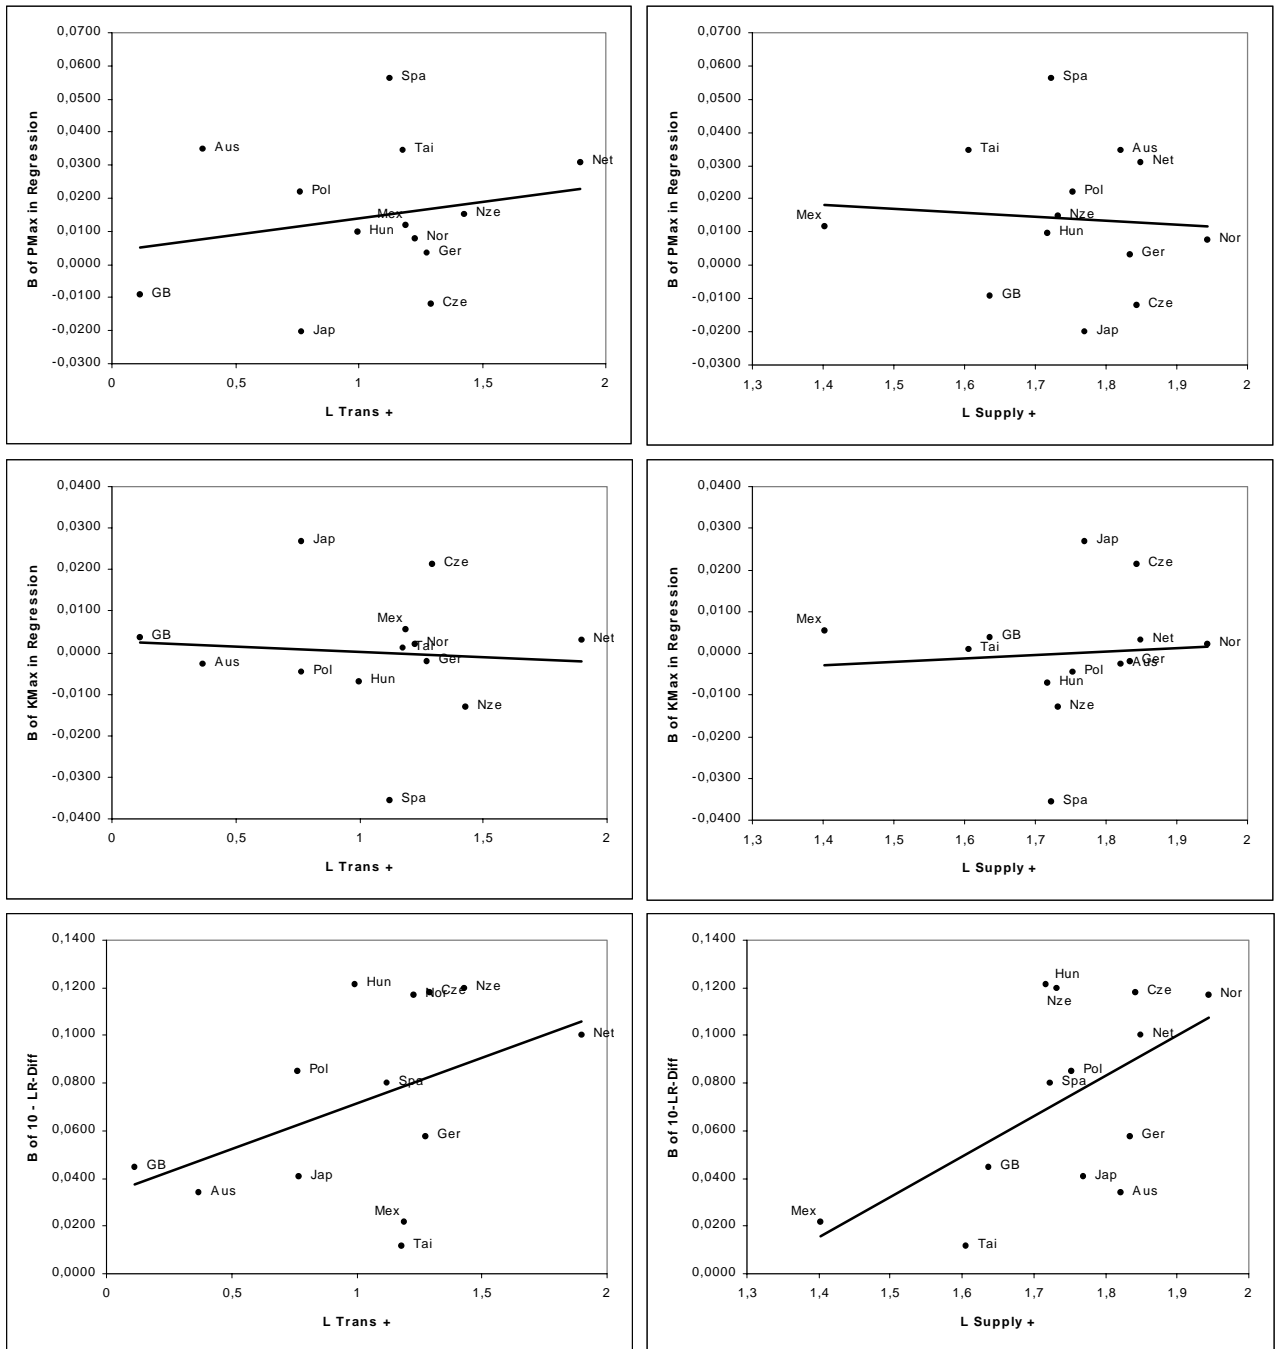 B of PMax in Regression
0,0700
0,0600
0,0500
0,0400
0,0300
0,0200
0,0100
0,0000
-0,0100
-0,0200
-0,0300
Spa
Aus
Tai
Net
Pol
Mex
Nze
Hun
Nor
Ger
GB
Cze
Jap
0
0,5
1
1,5
2
L Trans +
B of PMax in Regression
0,0700
0,0600
0,0500
0,0400
0,0300
0,0200
0,0100
0,0000
-0,0100
-0,0200
-0,0300
Spa
Tai
Aus
Net
Pol
Mex
Nze
Hun
Nor
Ger
GB
Cze
Jap
1,3
1,4
1,5
1,6
1,7
1,8
1,9
2
L Supply +
B of KMax in Regression
0,0400
0,0300
0,0200
0,0100
0,0000
-0,0100
-0,0200
-0,0300
-0,0400
Jap
Cze
Mex
GB
Nor
Tai
Net
Aus
Ger
Pol
Hun
Nze
Spa
0
0,5
1
1,5
2
L Trans +
B of KMax in Regression
0,0400
0,0300
0,0200
0,0100
0,0000
-0,0100
-0,0200
-0,0300
-0,0400
Jap
Cze
Mex
GB
Net
Nor
Tai
Ger
Aus
Pol
Hun
Nze
Spa
1,3
1,4
1,5
1,6
1,7
1,8
1,9
2
L Supply +
B of 10 - LR-Diff
0,1400
0,1200
0,1000
0,0800
0,0600
0,0400
0,0200
0,0000
Hun
Nor
Cze
Nze
Net
Pol
Spa
Ger
GB
Jap
Aus
Mex
Tai
0
0,5
1
1,5
2
L Trans +
B of 10-LR-Diff
0,1400
0,1200
0,1000
0,0800
0,0600
0,0400
0,0200
0,0000
Hun
Nze
Cze
Nor
Net
Pol
Spa
Ger
GB
Jap
Aus
Mex
Tai
1,3
1,4
1,5
1,6
1,7
1,8
1,9
2
L Supply +